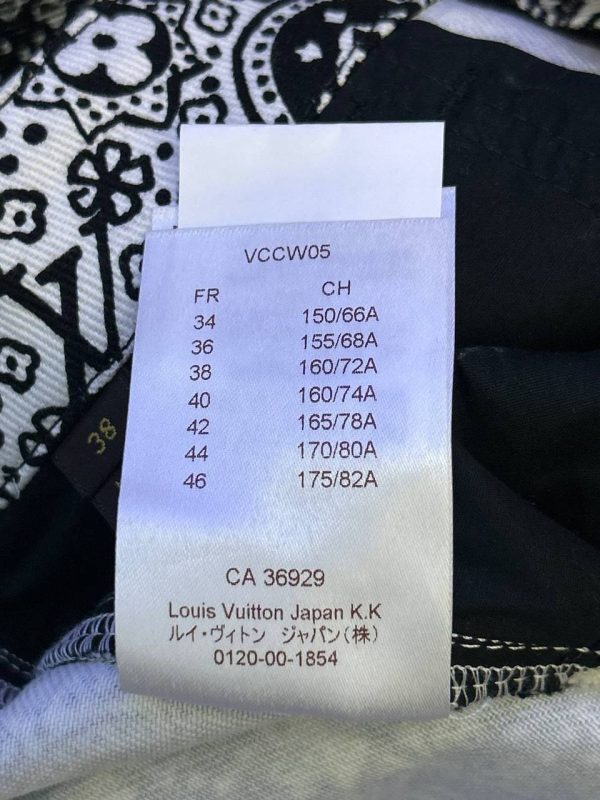 VCCW05
FR CH
34 150/66A
36 155/68A
38 160/72A
40 160/74A
42 165/78A
44 170/80A
46 175/82A
38
CA 36929
Louis Vuitton Japan K.K
ルイ・ヴィトン ジャパン(株)
0120-00-1854